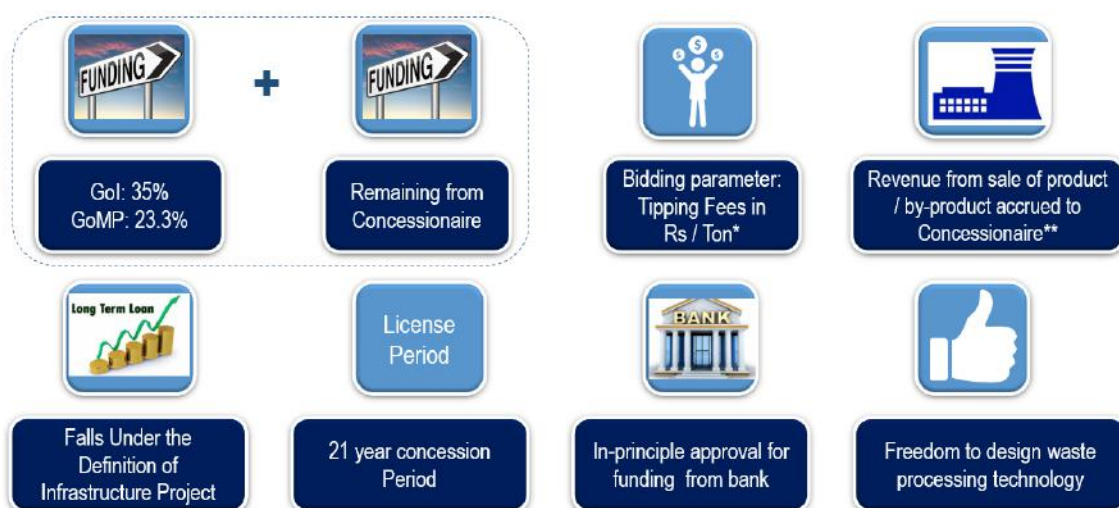 FUNDING
+
FUNDING
GoI: 35%
GoMP: 23.3%
Remaining from
Concessionaire
Bidding parameter:
Tipping Fees in
Rs / Ton*
Revenue from sale of product
/ by-product accrued to
Concessionaire**
Long Term Loan
License
Period
BANK
Falls Under the
Definition of
Infrastructure Project
21 year concession
Period
In-principle approval for
funding from bank
Freedom to design waste
processing technology